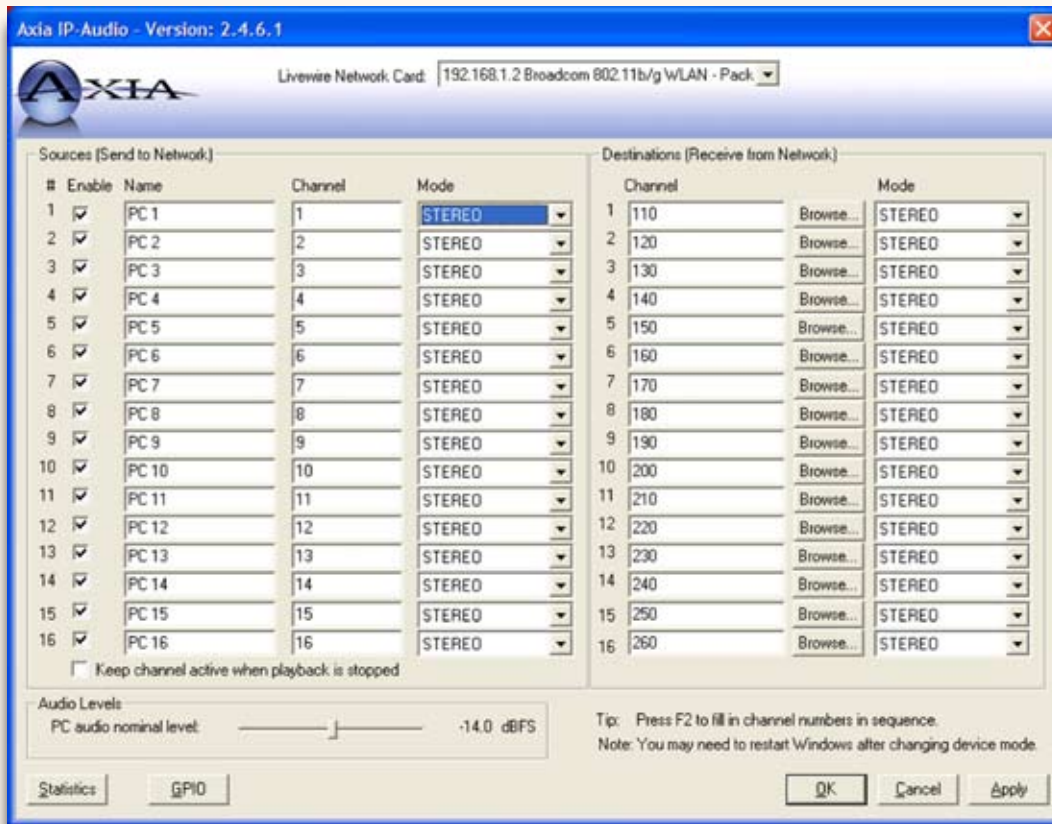 Axia IP-Audio - Version: 2.4.6.1
AXIA
Livewire Network Card: 192.168.1.2 Broadcom 802.11b/g WLAN - Pack
Sources (Send to Network)
# Enable Name Channel Mode
1 PC 1 1 STEREO
2 PC 2 2 STEREO
3 PC 3 3 STEREO
4 PC 4 4 STEREO
5 PC 5 5 STEREO
6 PC 6 6 STEREO
7 PC 7 7 STEREO
8 PC 8 8 STEREO
9 PC 9 9 STEREO
10 PC 10 10 STEREO
11 PC 11 11 STEREO
12 PC 12 12 STEREO
13 PC 13 13 STEREO
14 PC 14 14 STEREO
15 PC 15 15 STEREO
16 PC 16 16 STEREO
Keep channel active when playback is stopped
Destinations (Receive from Network)
Channel Mode
1 110 Browse... STEREO
2 120 Browse... STEREO
3 130 Browse... STEREO
4 140 Browse... STEREO
5 150 Browse... STEREO
6 160 Browse... STEREO
7 170 Browse... STEREO
8 180 Browse... STEREO
9 190 Browse... STEREO
10 200 Browse... STEREO
11 210 Browse... STEREO
12 220 Browse... STEREO
13 230 Browse... STEREO
14 240 Browse... STEREO
15 250 Browse... STEREO
16 260 Browse... STEREO
Audio Levels
PC audio nominal level: -14.0 dBFS
Tip: Press F2 to fill in channel numbers in sequence.
Note: You may need to restart Windows after changing device mode.
Statistics GPIO OK Cancel Apply